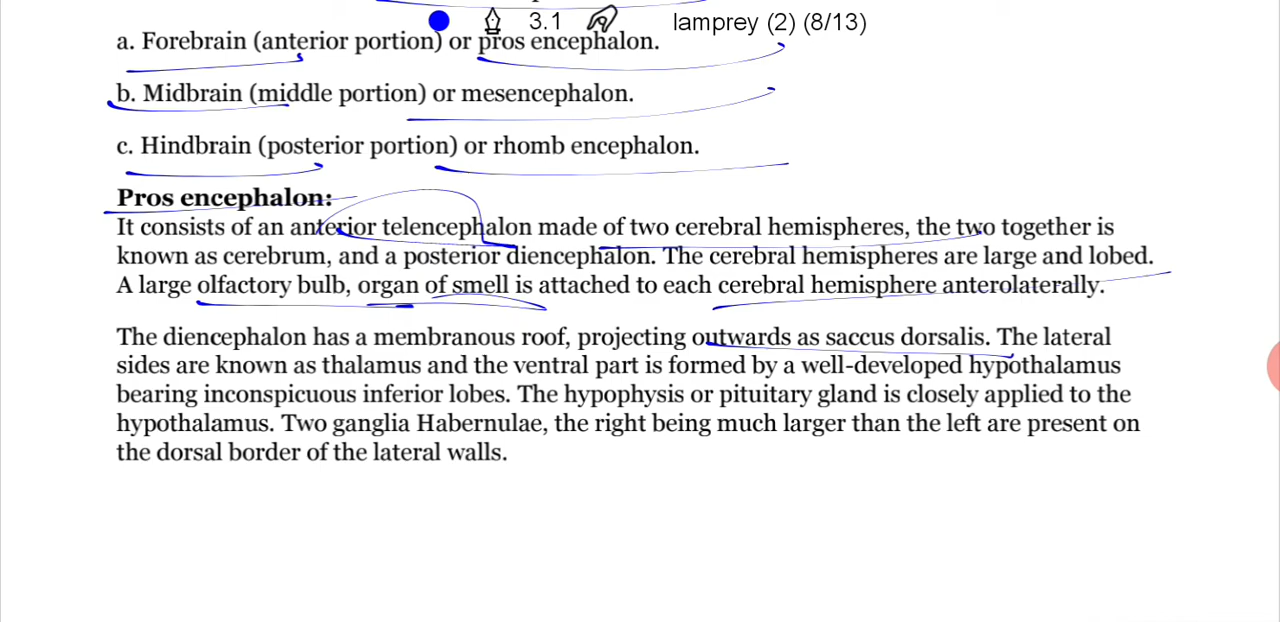 3.1 lamprey (2) (8/13)
a. Forebrain (anterior portion) or pros encephalon.
b. Midbrain (middle portion) or mesencephalon.
c. Hindbrain (posterior portion) or rhomb encephalon.
Pros encephalon:
It consists of an anterior telencephalon made of two cerebral hemispheres, the two together is
known as cerebrum, and a posterior diencephalon. The cerebral hemispheres are large and lobed.
A large olfactory bulb, organ of smell is attached to each cerebral hemisphere anterolaterally.
The diencephalon has a membranous roof, projecting outwards as saccus dorsalis. The lateral
sides are known as thalamus and the ventral part is formed by a well-developed hypothalamus
bearing inconspicuous inferior lobes. The hypophysis or pituitary gland is closely applied to the
hypothalamus. Two ganglia Habernulae, the right being much larger than the left are present on
the dorsal border of the lateral walls.